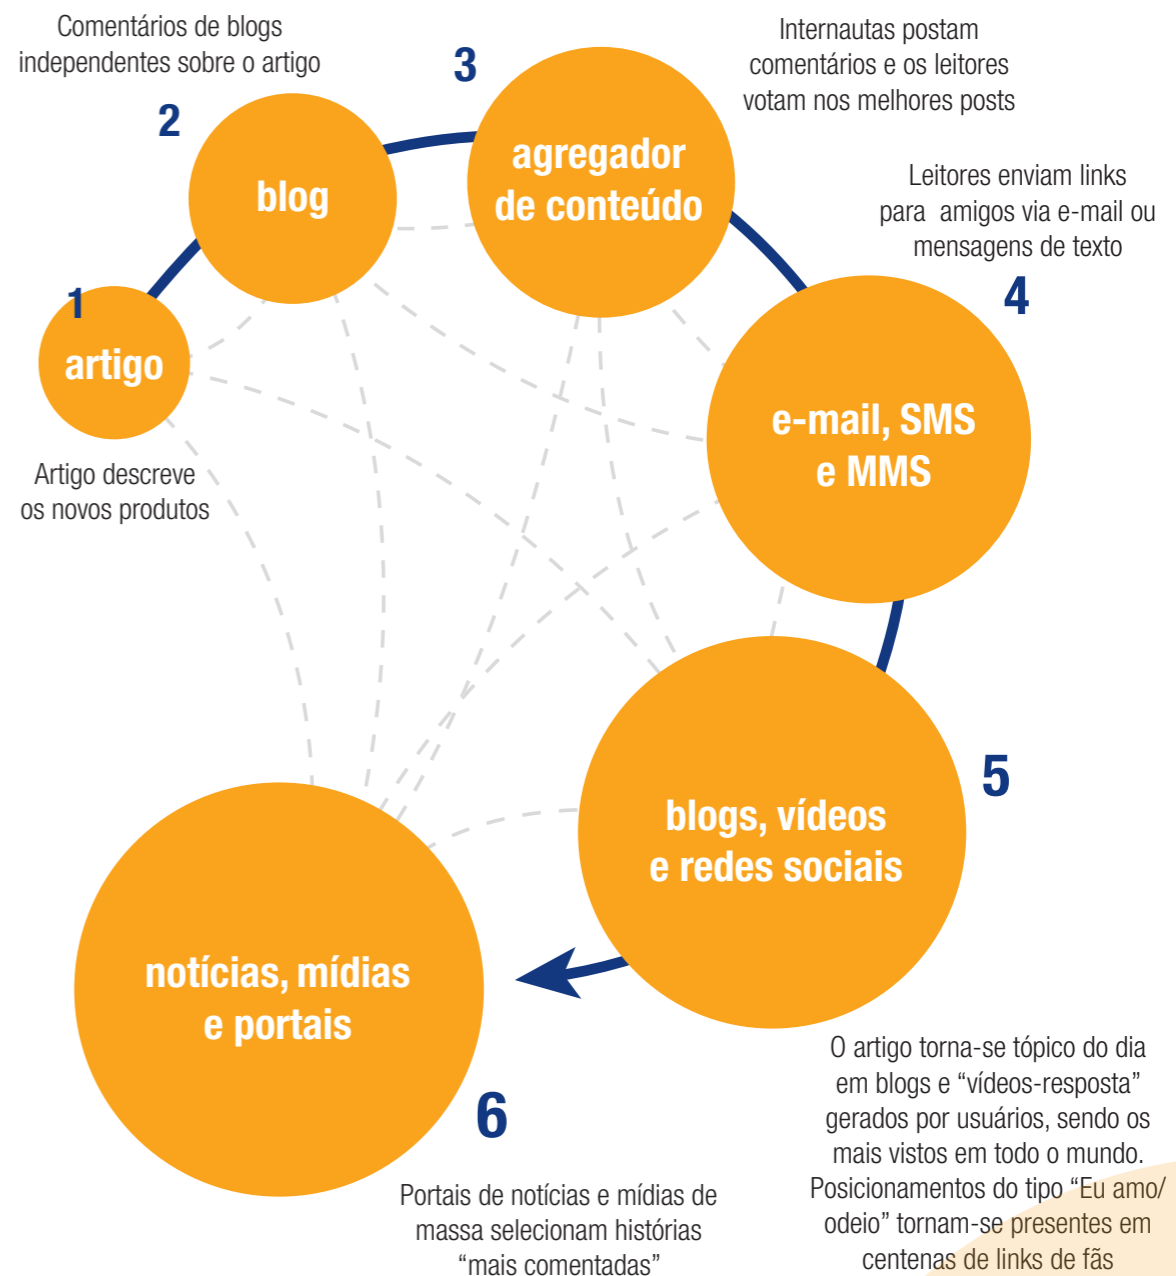 Comentários de blogs
independentes sobre o artigo
2
blog
3
agregador
de conteúdo
Internautas postam
comentários e os leitores
votam nos melhores posts
Leitores enviam links
para amigos via e-mail ou
mensagens de texto
4
1
artigo
Artigo descreve
os novos produtos
e-mail, SMS
e MMS
5
blogs, vídeos
e redes sociais
notícias, mídias
e portais
6
O artigo torna-se tópico do dia
em blogs e “vídeos-resposta”
gerados por usuários, sendo os
mais vistos em todo o mundo.
Posicionamentos do tipo “Eu amo/
odeio” tornam-se presentes em
centenas de links de fãs
Portais de notícias e mídias de
massa selecionam histórias
“mais comentadas”